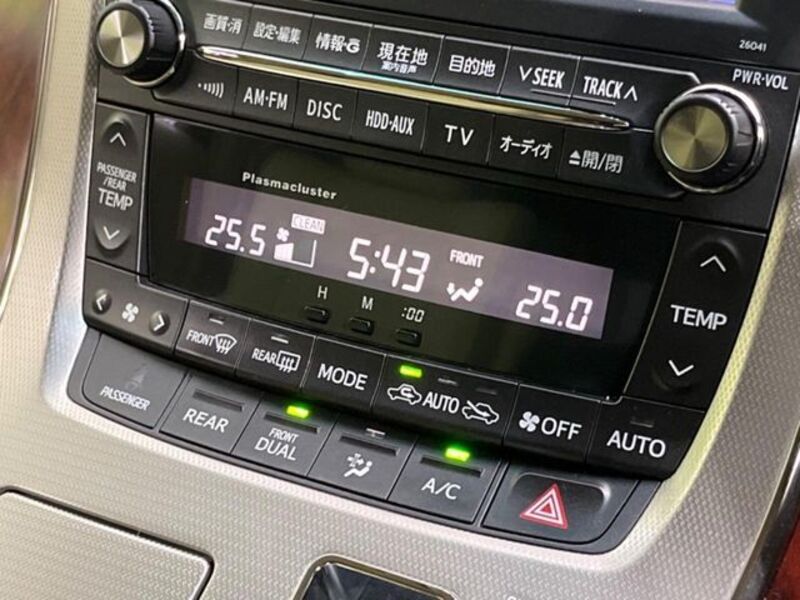 26041
画質・消 設定・編集 情報・G 現在地 目的地 ∨SEEK TRACK∧ PWR・VOL
案内音声
AM・FM DISC HDD・AUX TV オーディオ ⏏開/閉
PASSENGER
/REAR
TEMP
Plasmacluster
25.5 CLEAN 5:43 FRONT 25.0
H M :00
TEMP
FRONT REAR MODE AUTO OFF AUTO
PASSENGER REAR FRONT DUAL A/C